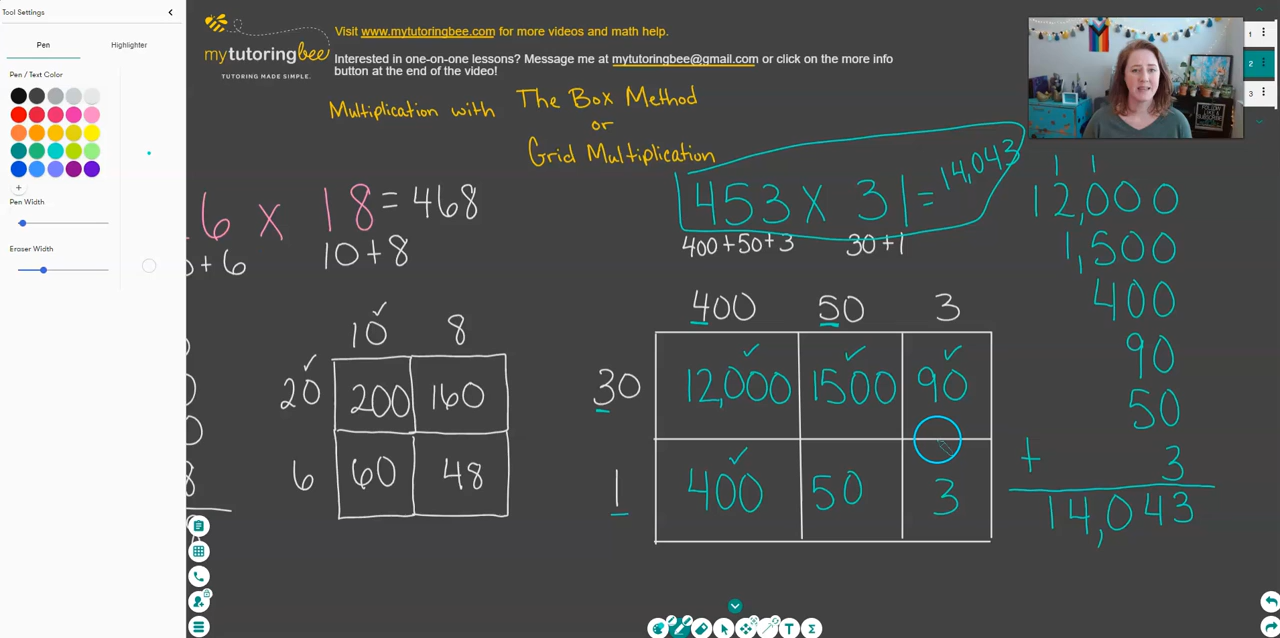 Tool Settings
Pen
Highlighter
Pen / Text Color
+
Pen Width
Eraser Width
mytutoringbee
TUTORING MADE SIMPLE.
Visit www.mytutoringbee.com for more videos and math help.
Interested in one-on-one lessons? Message me at mytutoringbee@gmail.com or click on the more info
button at the end of the video!
Multiplication with
The Box Method
or
Grid Multiplication
6 x 18 = 468
+ 6
10 + 8
10 8
20 200 160
6 60 48
453 x 31 = 14,043
400 + 50 + 3 30 + 1
400 50 3
30 12,000 1500 90
1 400 50 3
1 1
12,000
1,500
400
90
50
+ 3
14,043
1
2
3
T Σ